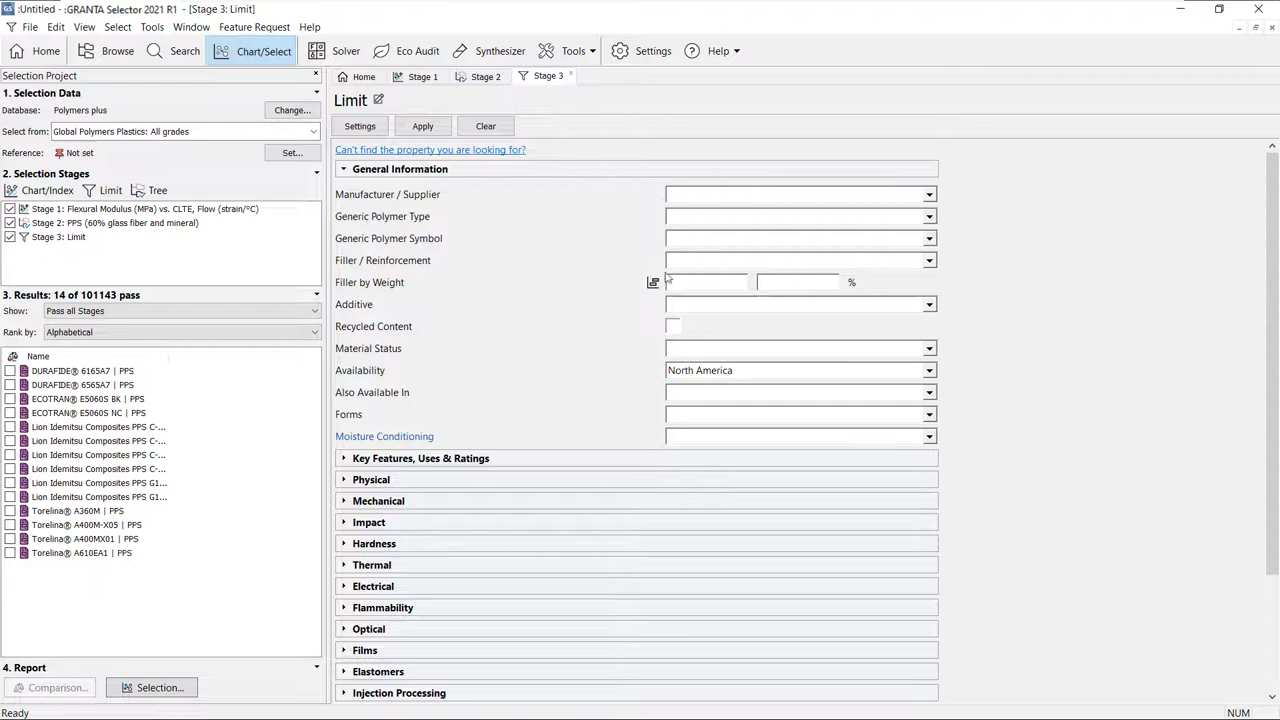 :Untitled - :GRANTA Selector 2021 R1 - [Stage 3: Limit]
File Edit View Select Tools Window Feature Request Help
Home Browse Search Chart/Select Solver Eco Audit Synthesizer Tools Settings Help
Selection Project
1. Selection Data
Database: Polymers plus Change...
Select from: Global Polymers Plastics: All grades
Reference: Not set Set...
2. Selection Stages
Chart/Index Limit Tree
Stage 1: Flexural Modulus (MPa) vs. CLTE, Flow (strain/°C)
Stage 2: PPS (60% glass fiber and mineral)
Stage 3: Limit
3. Results: 14 of 101143 pass
Show: Pass all Stages
Rank by: Alphabetical
Name
DURAFIDE® 6165A7 | PPS
DURAFIDE® 6565A7 | PPS
ECOTRAN® E5060S BK | PPS
ECOTRAN® E5060S NC | PPS
Lion Idemitsu Composites PPS C-...
Lion Idemitsu Composites PPS C-...
Lion Idemitsu Composites PPS C-...
Lion Idemitsu Composites PPS C-...
Lion Idemitsu Composites PPS G1...
Lion Idemitsu Composites PPS G1...
Torelina® A360M | PPS
Torelina® A400M-X05 | PPS
Torelina® A400MX01 | PPS
Torelina® A610EA1 | PPS
4. Report
Comparison... Selection...
Home Stage 1 Stage 2 Stage 3
Limit
Settings Apply Clear
Can't find the property you are looking for?
General Information
Manufacturer / Supplier
Generic Polymer Type
Generic Polymer Symbol
Filler / Reinforcement
Filler by Weight %
Additive
Recycled Content
Material Status
Availability North America
Also Available In
Forms
Moisture Conditioning
Key Features, Uses & Ratings
Physical
Mechanical
Impact
Hardness
Thermal
Electrical
Flammability
Optical
Films
Elastomers
Injection Processing
Ready NUM